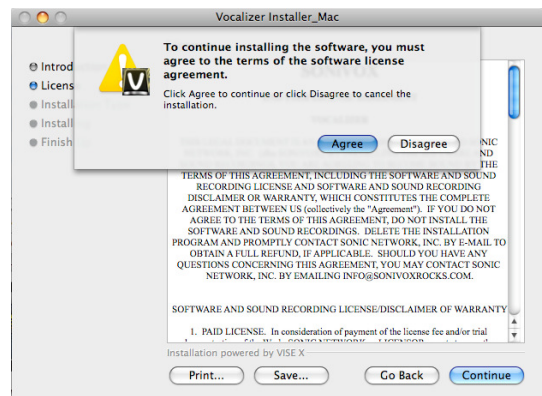 Vocalizer Installer_Mac
To continue installing the software, you must
agree to the terms of the software license
agreement.
Click Agree to continue or click Disagree to cancel the
installation.
Agree
Disagree
Introd
Licens
Install
Install
Finish
SONIVOX
VOCALIZER
SONIC
AND
THE
TERMS OF THIS AGREEMENT, INCLUDING THE SOFTWARE AND SOUND
RECORDING LICENSE AND SOFTWARE AND SOUND RECORDING
DISCLAIMER OR WARRANTY, WHICH CONSTITUTES THE COMPLETE
AGREEMENT BETWEEN US (collectively the "Agreement"). IF YOU DO NOT
AGREE TO THE TERMS OF THIS AGREEMENT, DO NOT INSTALL THE
SOFTWARE AND SOUND RECORDINGS. DELETE THE INSTALLATION
PROGRAM AND PROMPTLY CONTACT SONIC NETWORK, INC. BY E-MAIL TO
OBTAIN A FULL REFUND, IF APPLICABLE. SHOULD YOU HAVE ANY
QUESTIONS CONCERNING THIS AGREEMENT, YOU MAY CONTACT SONIC
NETWORK, INC. BY EMAILING INFO@SONIVOXROCKS.COM.
SOFTWARE AND SOUND RECORDING LICENSE/DISCLAIMER OF WARRANTY
1. PAID LICENSE. In consideration of payment of the license fee and/or trial
Installation powered by VISE X
Print...
Save...
Go Back
Continue